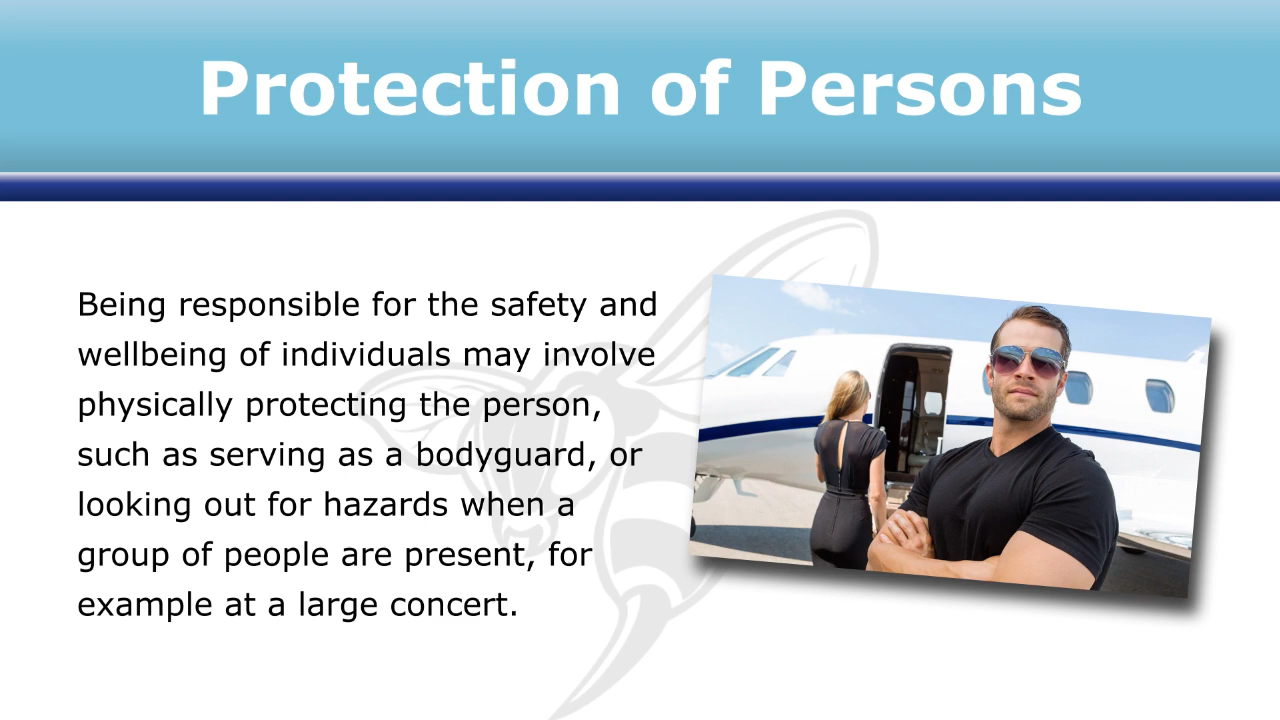 Protection of Persons
Being responsible for the safety and
wellbeing of individuals may involve
physically protecting the person,
such as serving as a bodyguard, or
looking out for hazards when a
group of people are present, for
example at a large concert.